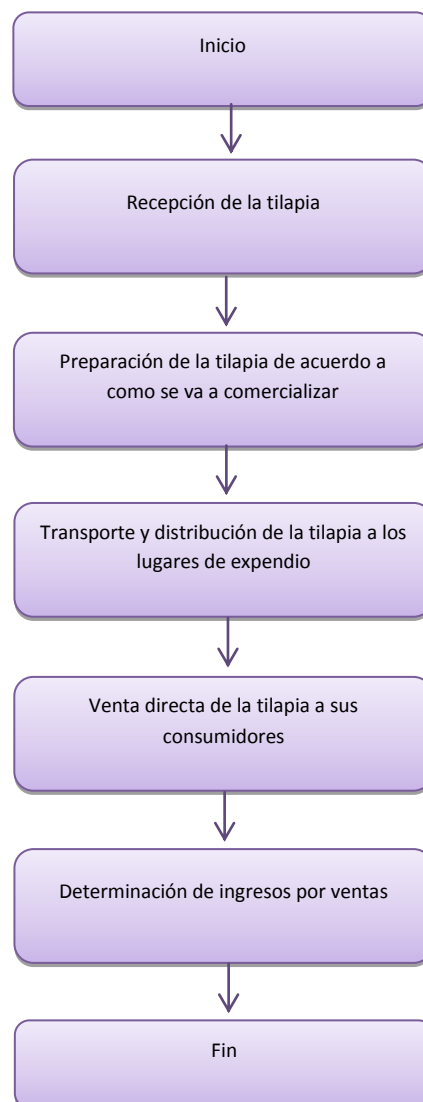 Inicio
Recepción de la tilapia
Preparación de la tilapia de acuerdo a
como se va a comercializar
Transporte y distribución de la tilapia a los
lugares de expendio
Venta directa de la tilapia a sus
consumidores
Determinación de ingresos por ventas
Fin